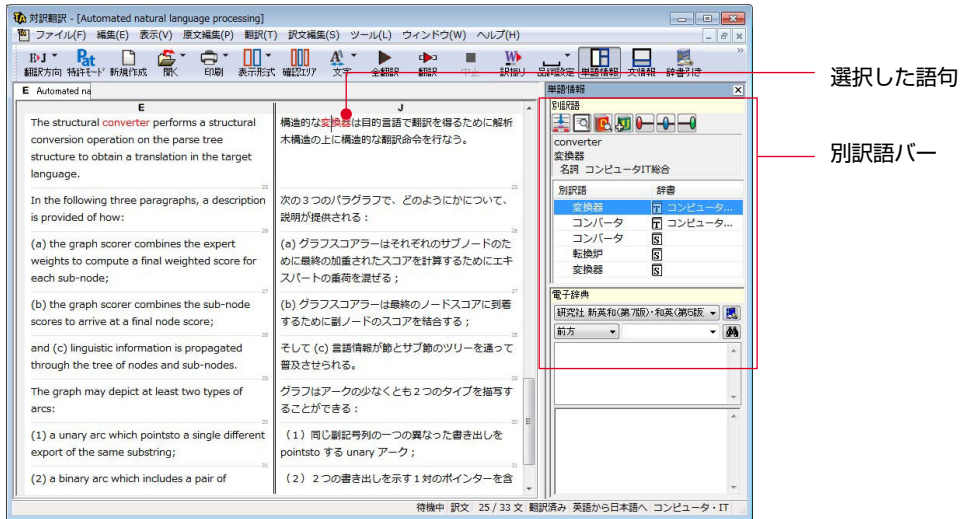 対訳翻訳 - [Automated natural language processing]
ファイル(F) 編集(E) 表示(V) 原文編集(P) 翻訳(T) 訳文編集(S) ツール(L) ウィンドウ(W) ヘルプ(H)
翻訳方向 特許モード 新規作成 開く 印刷 表示形式 確認エリア 文字 全翻訳 翻訳 中止 訳振り 品詞設定 単語情報 文情報 辞書引き
E Automated na
E
The structural converter performs a structural
conversion operation on the parse tree
structure to obtain a translation in the target
language.
In the following three paragraphs, a description
is provided of how:
(a) the graph scorer combines the expert
weights to compute a final weighted score for
each sub-node;
(b) the graph scorer combines the sub-node
scores to arrive at a final node score;
and (c) linguistic information is propagated
through the tree of nodes and sub-nodes.
The graph may depict at least two types of
arcs:
(1) a unary arc which pointsto a single different
export of the same substring;
(2) a binary arc which includes a pair of
J
構造的な変換器は目的言語で翻訳を得るために解析
木構造の上に構造的な翻訳命令を行なう。
次の3つのパラグラフで、どのようにかについて、
説明が提供される：
(a) グラフスコアラーはそれぞれのサブノードのた
めに最終の加重されたスコアを計算するためにエキ
スパートの重荷を混ぜる；
(b) グラフスコアラーは最終のノードスコアに到着
するために副ノードのスコアを結合する；
そして (c) 言語情報が節とサブ節のツリーを通って
普及させられる。
グラフはアークの少なくとも2つのタイプを描写す
ることができる：
（1）同じ副記号列の一つの異なった書き出しを
pointsto する unary アーク；
（2）2つの書き出しを示す1対のポインターを含
単語情報
別訳語
converter
変換器
名詞 コンピュータIT総合
別訳語 辞書
変換器 T コンピュータ...
コンバータ T コンピュータ...
コンバータ S
転換炉 S
変換器 S
電子辞典
研究社 新英和(第7版)・和英(第5版
前方
待機中 訳文 25 / 33 文 翻訳済み 英語から日本語へ コンピュータ・IT
選択した語句
別訳語バー